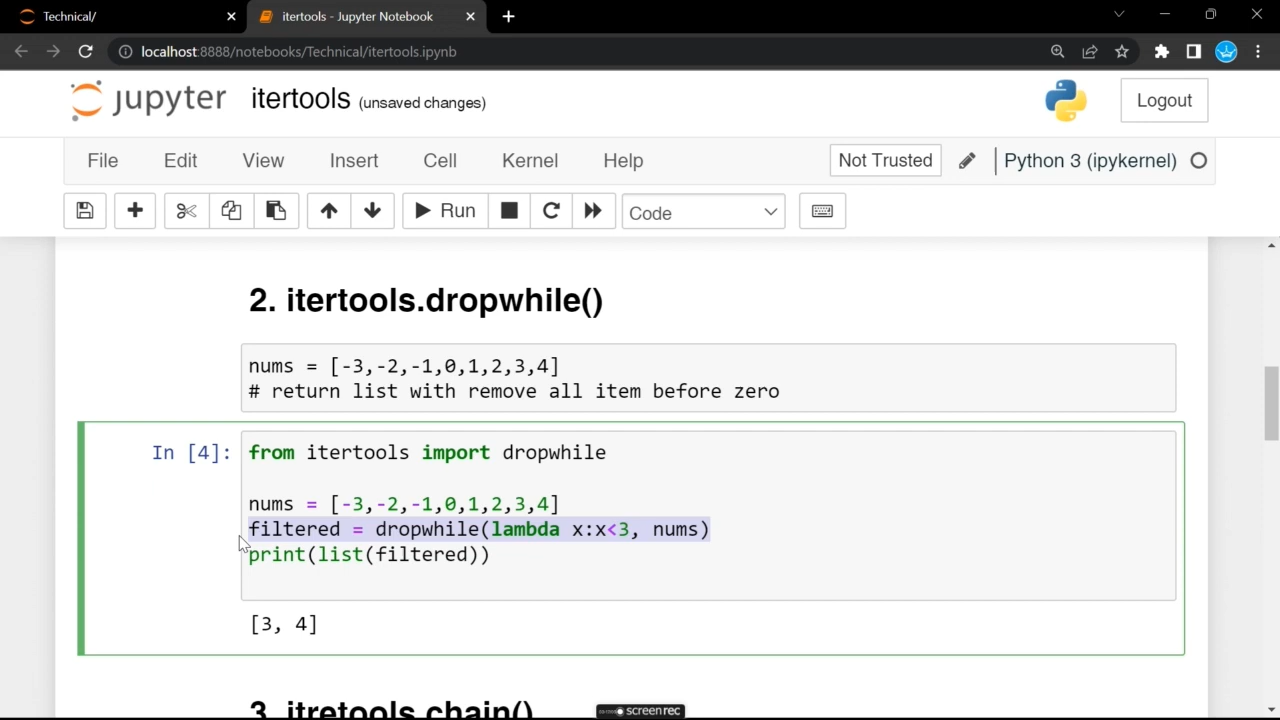 Technical/
itertools - Jupyter Notebook
localhost:8888/notebooks/Technical/itertools.ipynb
jupyter itertools (unsaved changes)
Logout
File Edit View Insert Cell Kernel Help
Not Trusted
Python 3 (ipykernel)
Run
Code
2. itertools.dropwhile()
nums = [-3,-2,-1,0,1,2,3,4]
# return list with remove all item before zero
In [4]:
from itertools import dropwhile
nums = [-3,-2,-1,0,1,2,3,4]
filtered = dropwhile(lambda x:x<3, nums)
print(list(filtered))
[3, 4]
3. itretools.chain()
screenrec